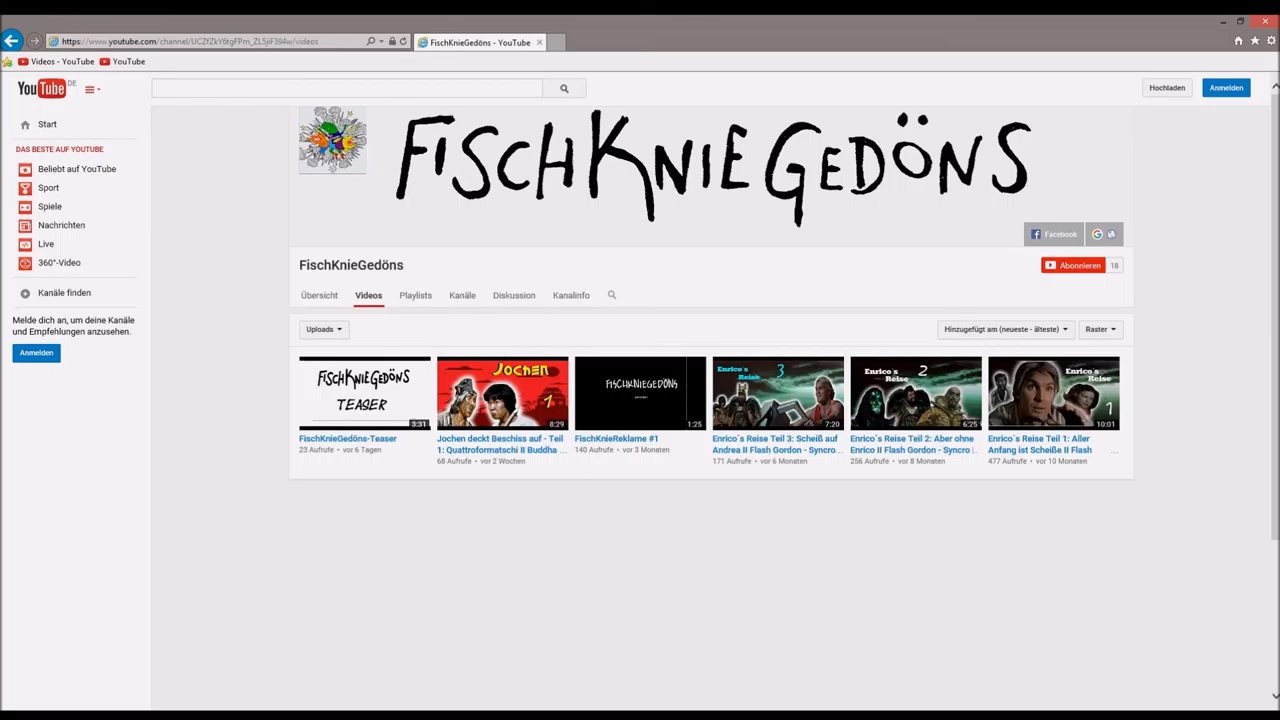 https://www.youtube.com/channel/UCZfZkY6tgFPm_ZL5jiF394w/videos
FischKnieGedöns - YouTube
Videos - YouTube YouTube
YouTube DE
Hochladen Anmelden
Start
DAS BESTE AUF YOUTUBE
Beliebt auf YouTube
Sport
Spiele
Nachrichten
Live
360°-Video
Kanäle finden
Melde dich an, um deine Kanäle
und Empfehlungen anzusehen.
Anmelden
FISCHKNIEGEDÖNS
Facebook
FischKnieGedöns
Abonnieren 18
Übersicht Videos Playlists Kanäle Diskussion Kanalinfo
Uploads
Hinzugefügt am (neueste - älteste) Raster
FISCHKNIEGEDÖNS
TEASER
3:31
FischKnieGedöns-Teaser
23 Aufrufe • vor 6 Tagen
JOCHEN
1
8:29
Jochen deckt Beschiss auf - Teil
1: Quattroformatschi II Buddha ...
68 Aufrufe • vor 2 Wochen
FISCHKNIEGEDÖNS
1:25
FischKnieReklame #1
140 Aufrufe • vor 3 Monaten
Enrico´s
Reise
3
7:20
Enrico´s Reise Teil 3: Scheiß auf
Andrea II Flash Gordon - Syncro...
171 Aufrufe • vor 6 Monaten
Enrico´s
Reise
2
6:25
Enrico´s Reise Teil 2: Aber ohne
Enrico II Flash Gordon - Syncro
256 Aufrufe • vor 8 Monaten
Enrico´s
Reise
1
10:01
Enrico´s Reise Teil 1: Aller
Anfang ist Scheiße II Flash ...
477 Aufrufe • vor 10 Monaten